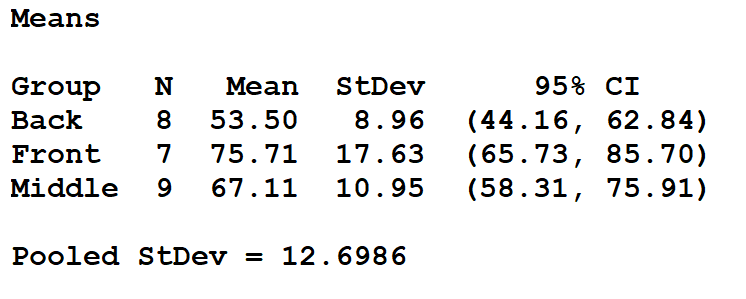 Means
Group N Mean StDev 95% CI
Back 8 53.50 8.96 (44.16, 62.84)
Front 7 75.71 17.63 (65.73, 85.70)
Middle 9 67.11 10.95 (58.31, 75.91)
Pooled StDev = 12.6986